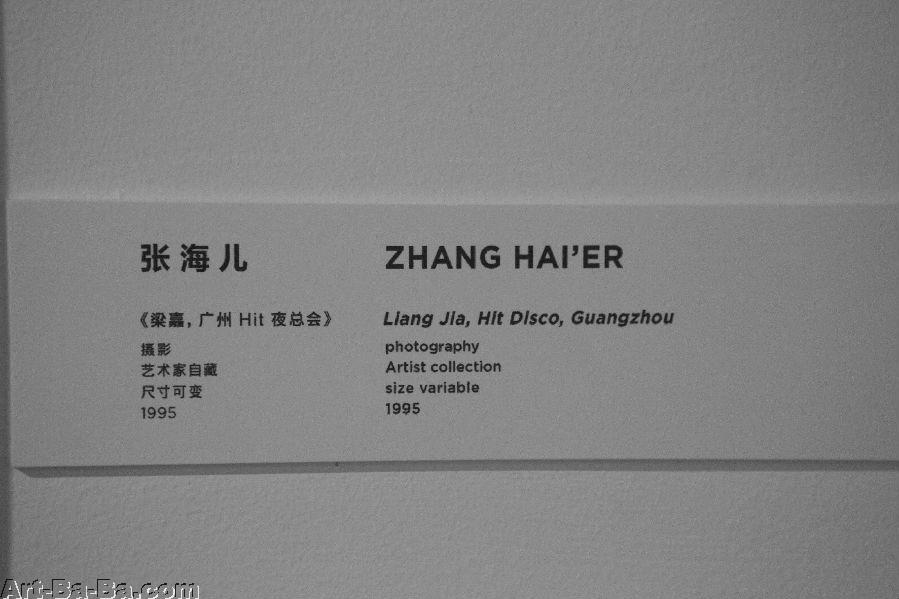 张海儿
ZHANG HAI’ER
《梁嘉, 广州 Hit 夜总会》
摄影
艺术家自藏
尺寸可变
1995
Liang Jia, Hit Disco, Guangzhou
photography
Artist collection
size variable
1995
Art-Ba-Ba.com